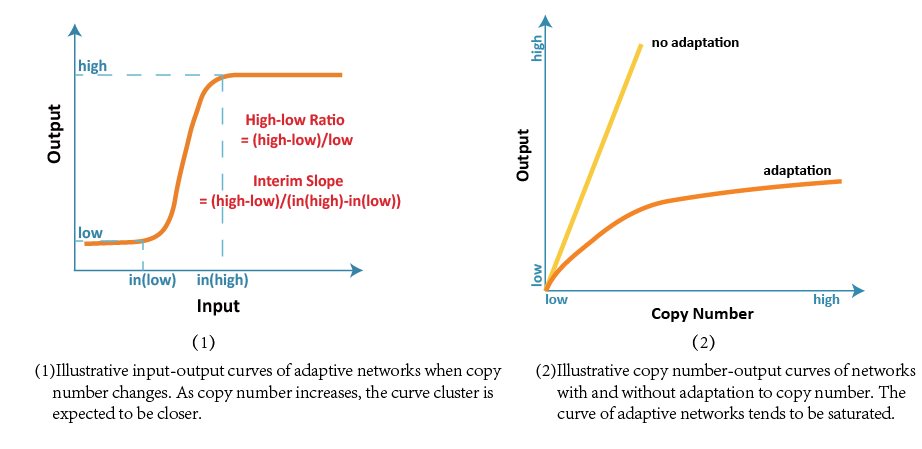 high
Output
High-low Ratio
= (high-low)/low
Interim Slope
= (high-low)/(in(high)-in(low))
low
in(low)
in(high)
Input
(1)
(1)Illustrative input-output curves of adaptive networks when copy
number changes. As copy number increases, the curve cluster is
expected to be closer.
high
no adaptation
Output
adaptation
low
low
high
Copy Number
(2)
(2)Illustrative copy number-output curves of networks
with and without adaptation to copy number. The
curve of adaptive networks tends to be saturated.